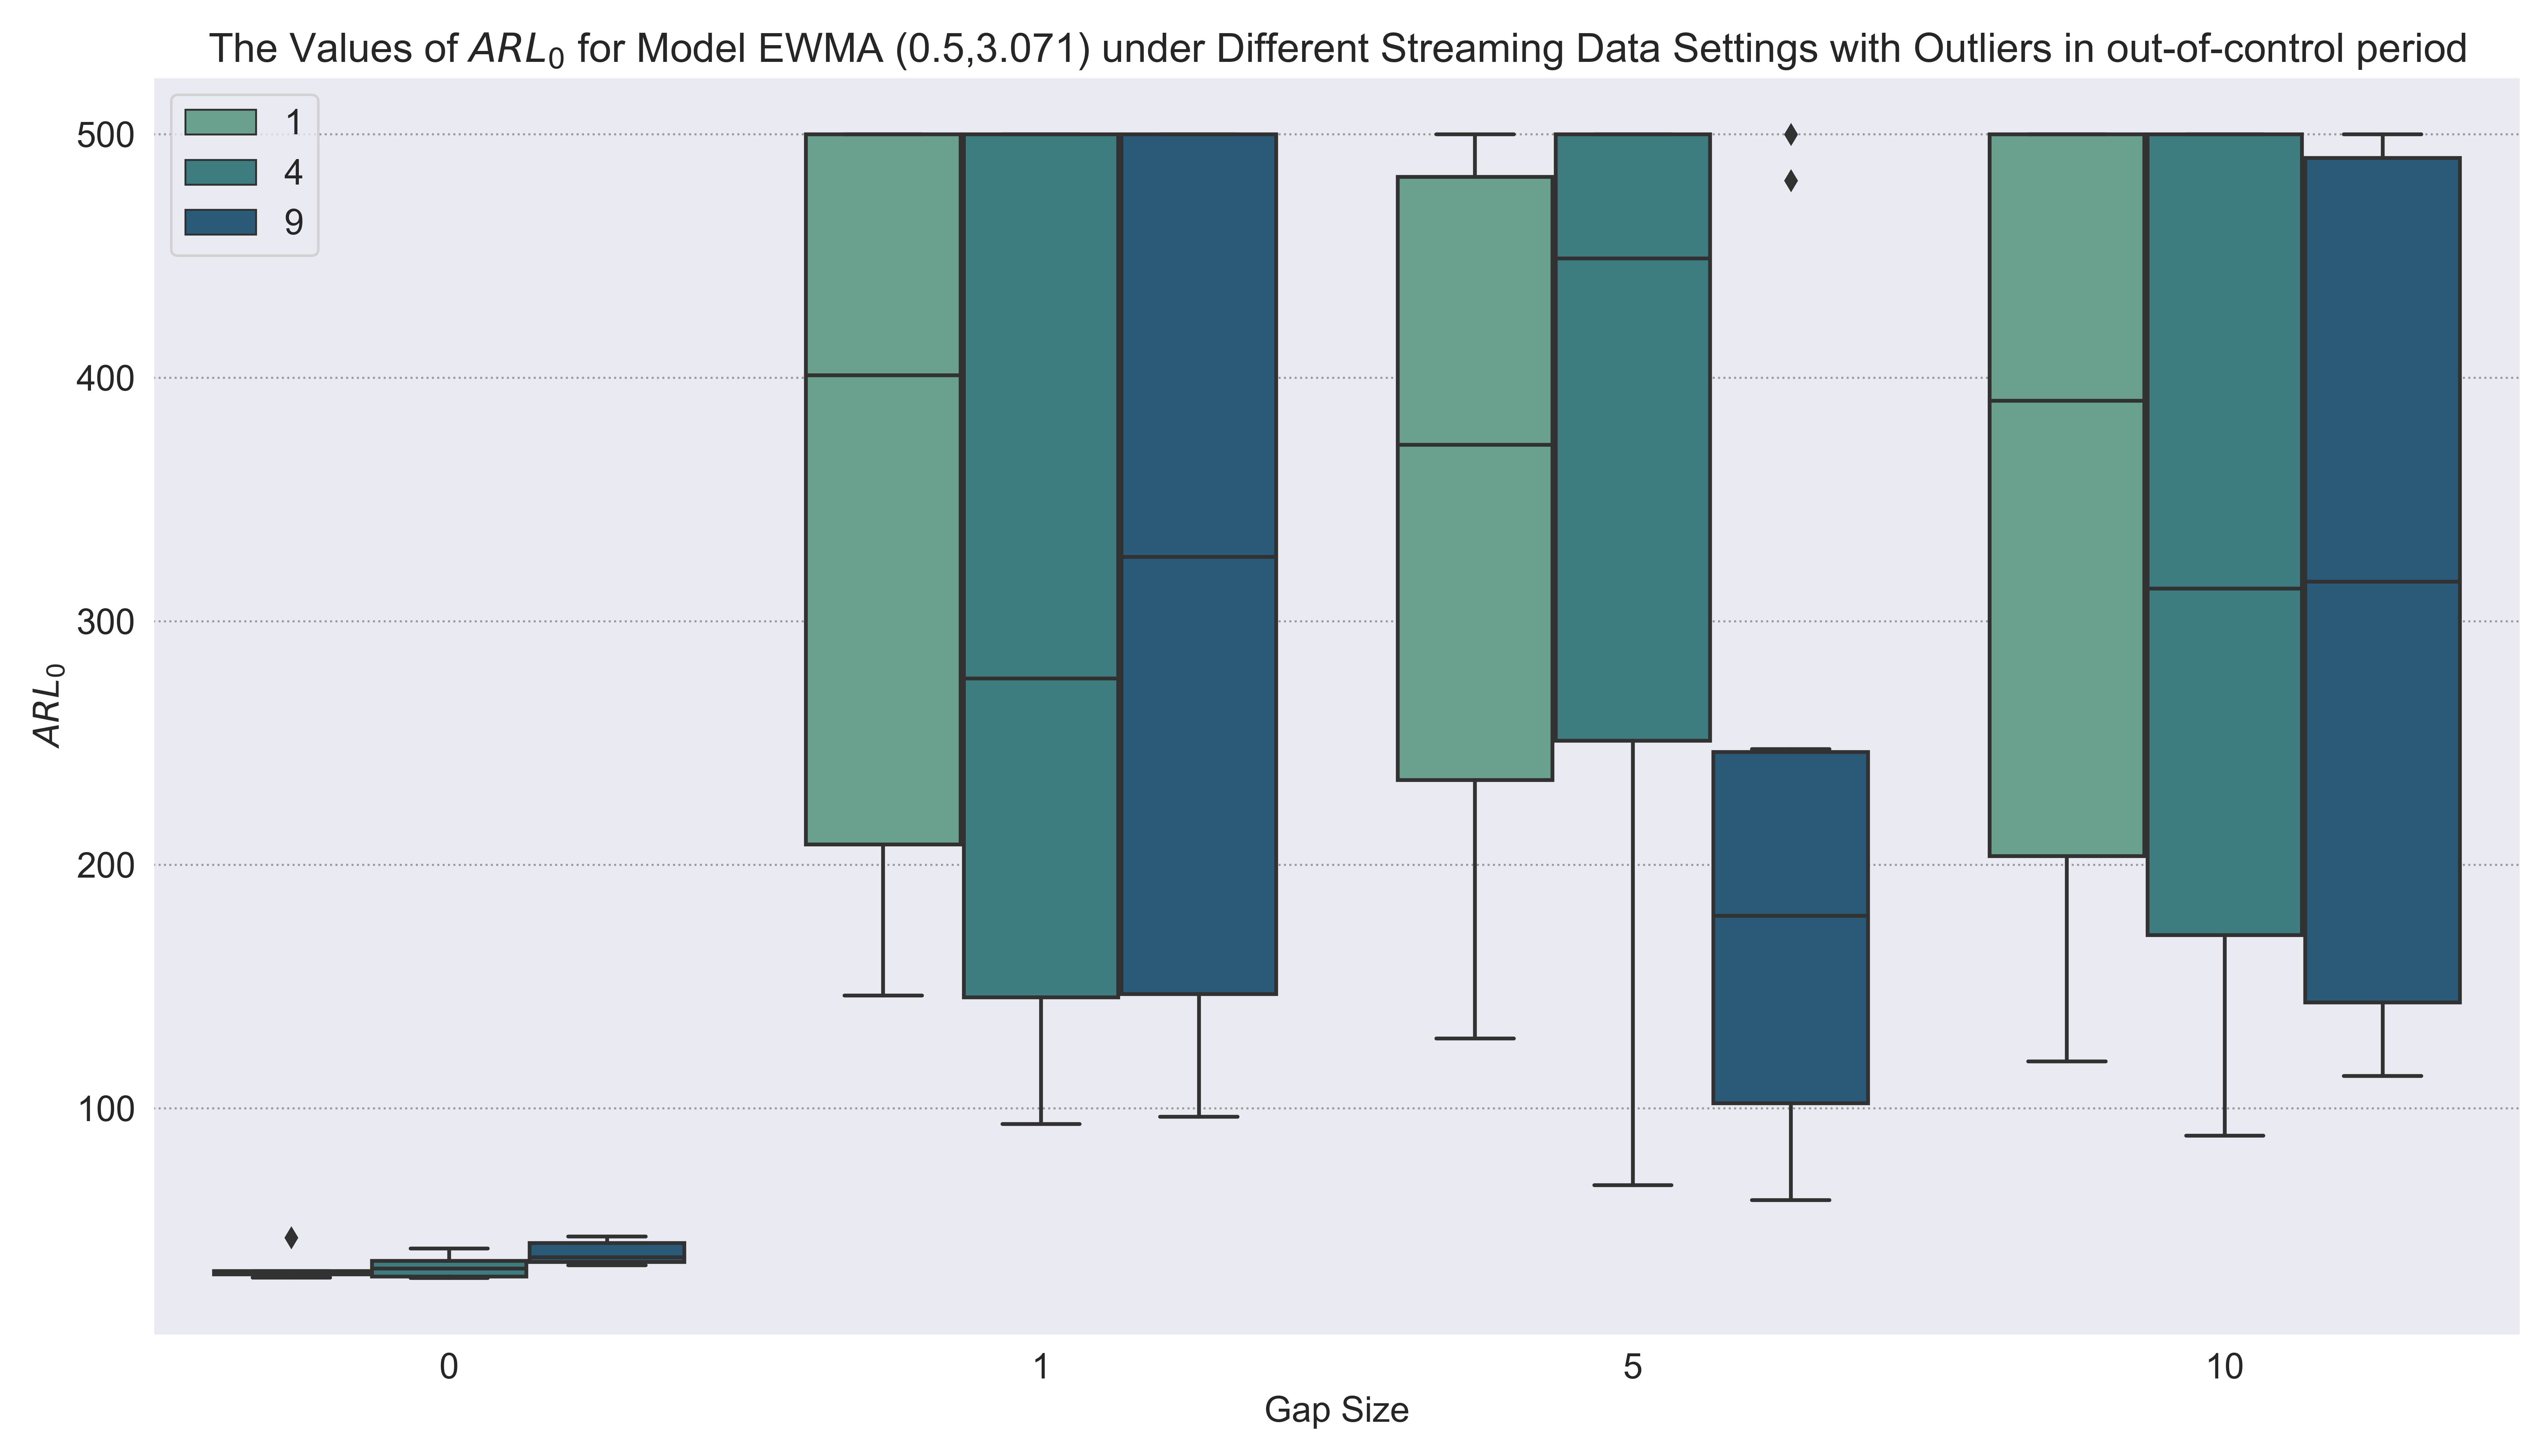 The Values of ARL₀ for Model EWMA (0.5,3.071) under Different Streaming Data Settings with Outliers in out-of-control period
1
4
9
500
400
300
200
100
ARL₀
0 1 5 10
Gap Size